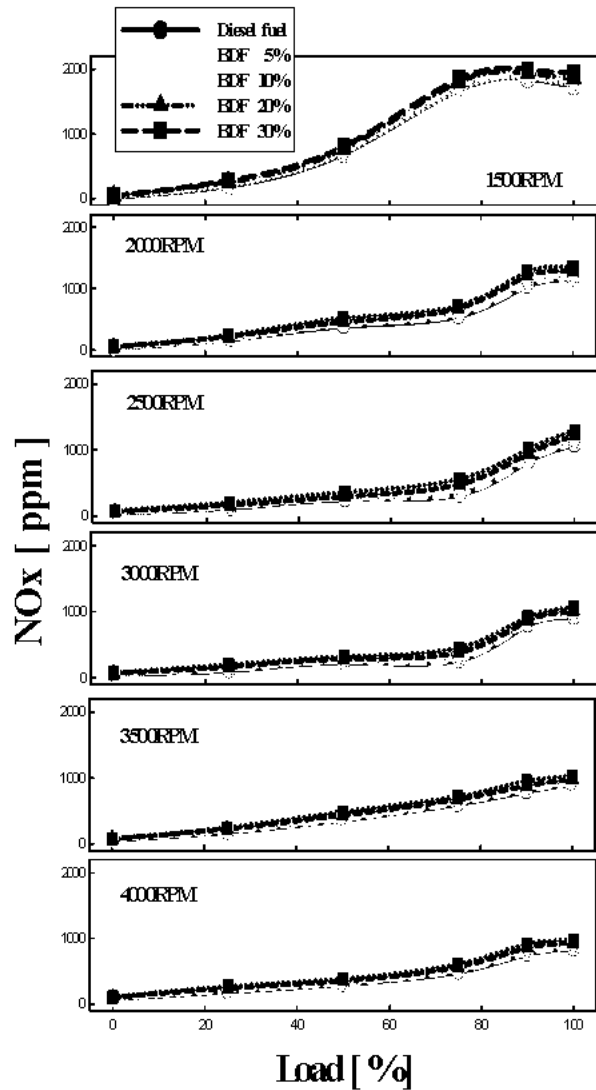 Diesel fuel
BDF 5%
BDF 10%
BDF 20%
BDF 30%
2000
1000
0
1500RPM
2000RPM
2000
1000
0
2500RPM
2000
1000
0
3000RPM
2000
1000
0
3500RPM
2000
1000
0
4000RPM
2000
1000
0
0 20 40 60 80 100
NOx [ ppm ]
Load [ %]